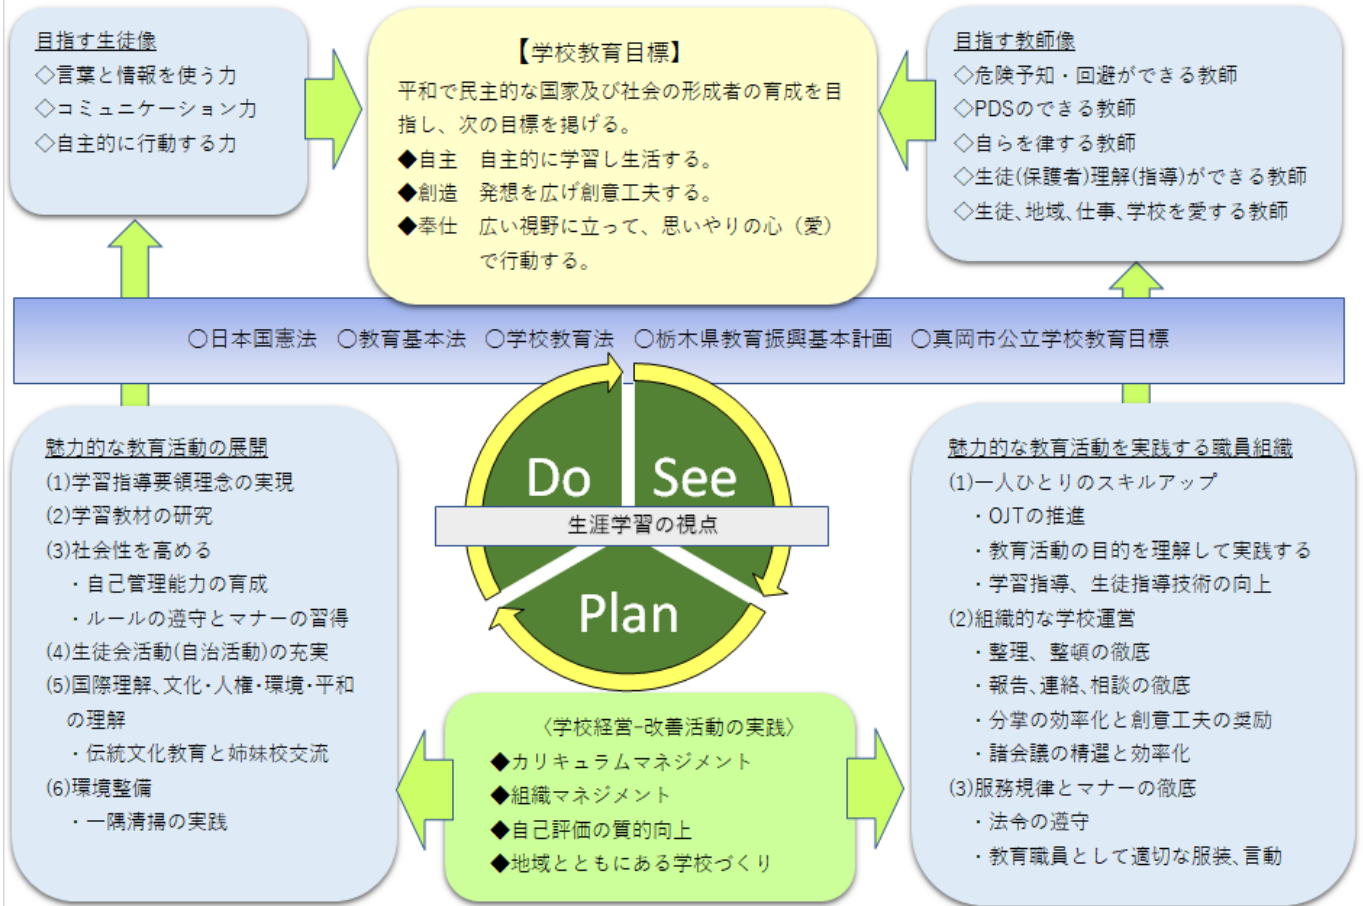 目指す生徒像
◇言葉と情報を使う力
◇コミュニケーション力
◇自主的に行動する力
【学校教育目標】
平和で民主的な国家及び社会の形成者の育成を目
指し、次の目標を掲げる。
◆自主　自主的に学習し生活する。
◆創造　発想を広げ創意工夫する。
◆奉仕　広い視野に立って、思いやりの心（愛）
で行動する。
目指す教師像
◇危険予知・回避ができる教師
◇PDSのできる教師
◇自らを律する教師
◇生徒(保護者)理解(指導)ができる教師
◇生徒、地域、仕事、学校を愛する教師
○日本国憲法　○教育基本法　○学校教育法　○栃木県教育振興基本計画　○真岡市公立学校教育目標
魅力的な教育活動の展開
(1)学習指導要領理念の実現
(2)学習教材の研究
(3)社会性を高める
・自己管理能力の育成
・ルールの遵守とマナーの習得
(4)生徒会活動(自治活動)の充実
(5)国際理解、文化・人権・環境・平和
の理解
・伝統文化教育と姉妹校交流
(6)環境整備
・一隅清掃の実践
Do
See
生涯学習の視点
Plan
〈学校経営-改善活動の実践〉
◆カリキュラムマネジメント
◆組織マネジメント
◆自己評価の質的向上
◆地域とともにある学校づくり
魅力的な教育活動を実践する職員組織
(1)一人ひとりのスキルアップ
・OJTの推進
・教育活動の目的を理解して実践する
・学習指導、生徒指導技術の向上
(2)組織的な学校運営
・整理、整頓の徹底
・報告、連絡、相談の徹底
・分掌の効率化と創意工夫の奨励
・諸会議の精選と効率化
(3)服務規律とマナーの徹底
・法令の遵守
・教育職員として適切な服装、言動